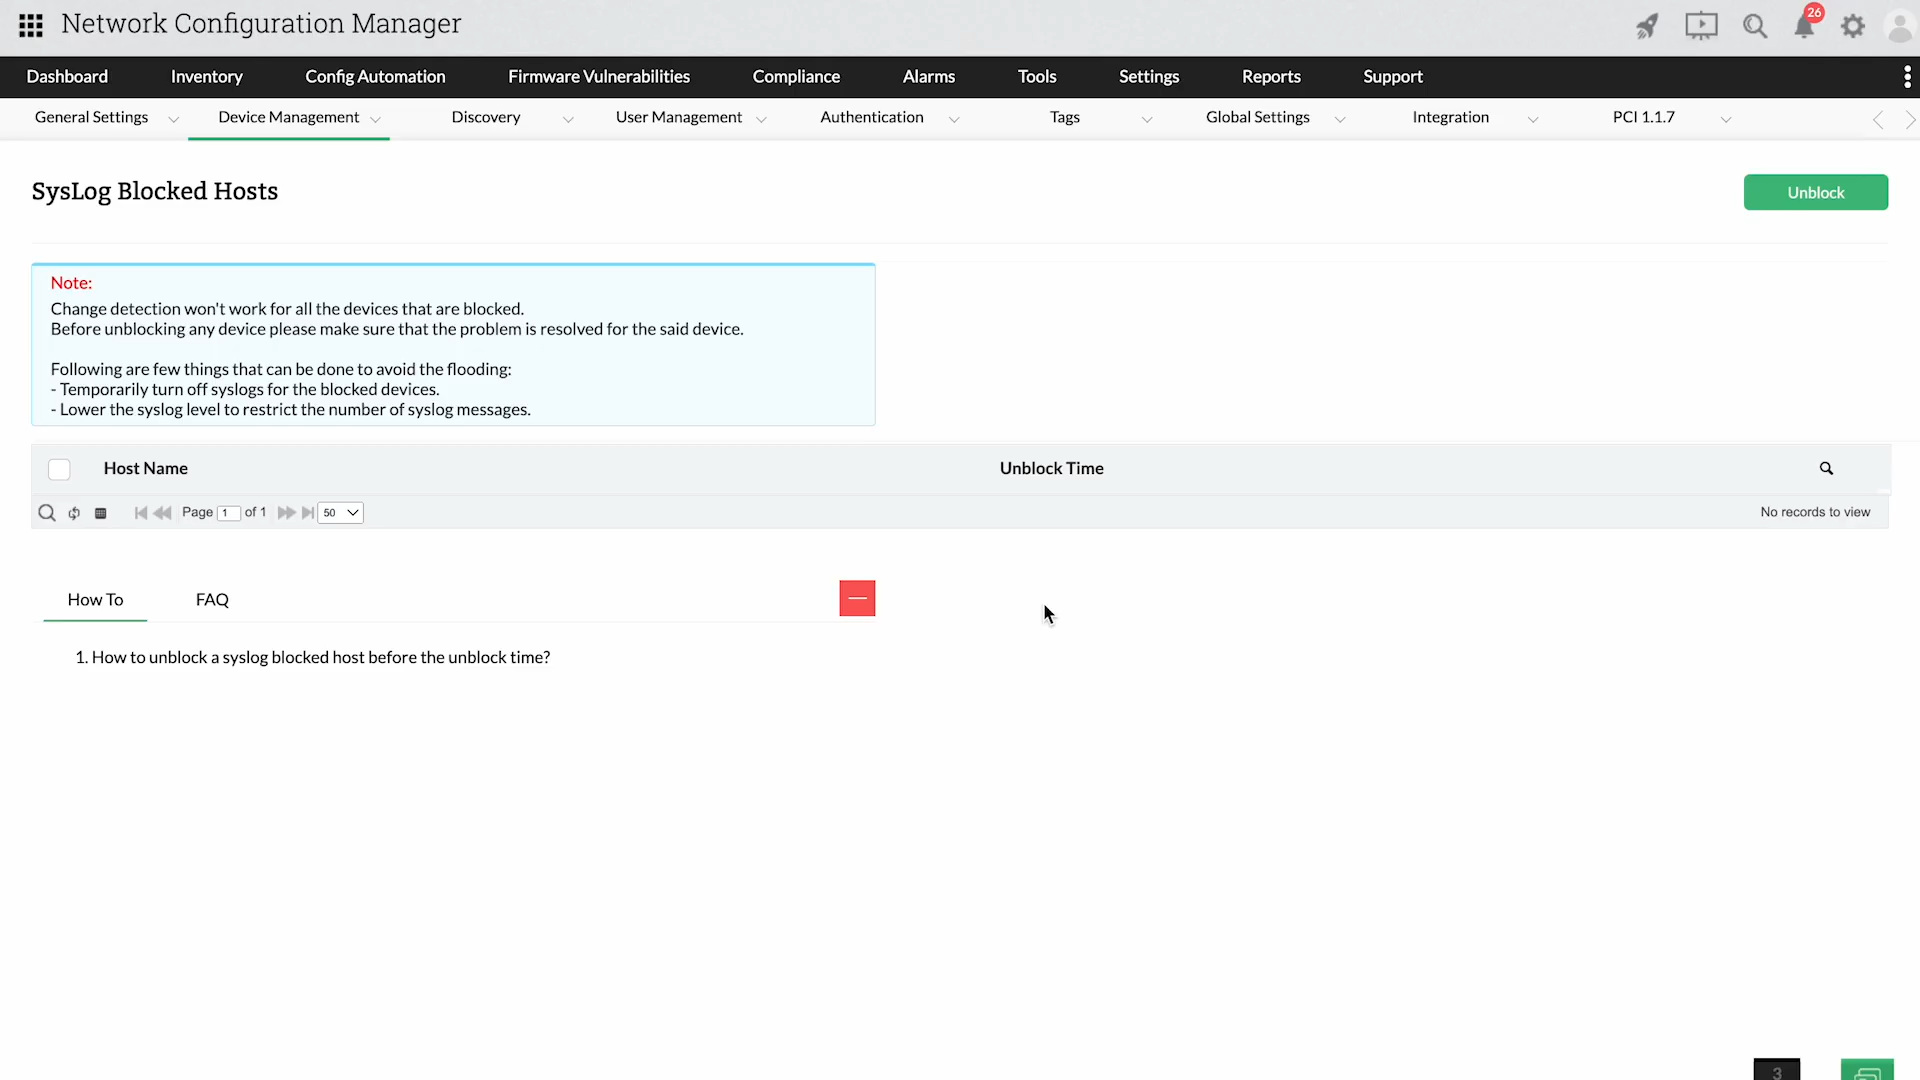 Network Configuration Manager
26
Dashboard Inventory Config Automation Firmware Vulnerabilities Compliance Alarms Tools Settings Reports Support
General Settings Device Management Discovery User Management Authentication Tags Global Settings Integration PCI 1.1.7
SysLog Blocked Hosts
Unblock
Note:
Change detection won't work for all the devices that are blocked.
Before unblocking any device please make sure that the problem is resolved for the said device.
Following are few things that can be done to avoid the flooding:
- Temporarily turn off syslogs for the blocked devices.
- Lower the syslog level to restrict the number of syslog messages.
Host Name Unblock Time
Page 1 of 1 50 No records to view
How To FAQ
1. How to unblock a syslog blocked host before the unblock time?
3